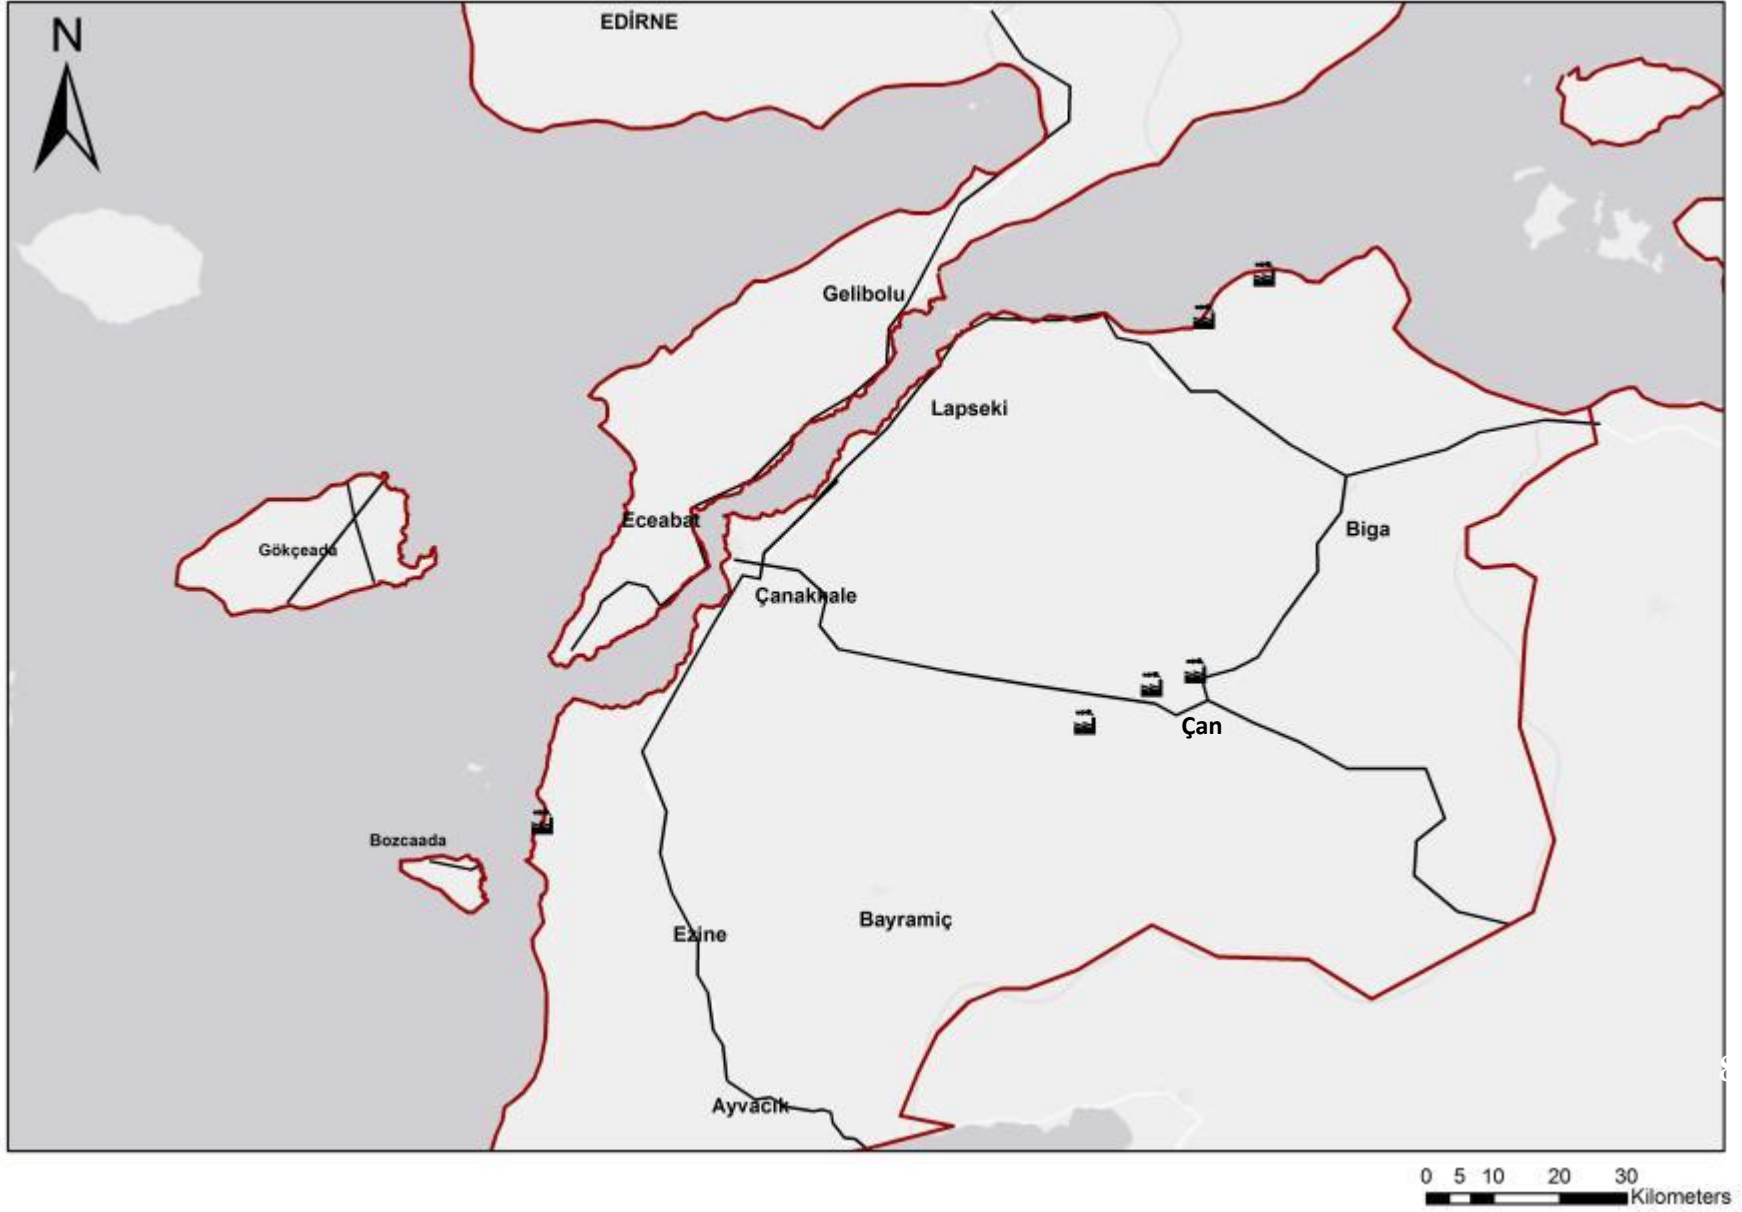 EDİRNE
N
Gelibolu
Lapseki
Eceabat
Biga
Gökçeada
Çanakkale
Çan
Bozcaada
Bayramiç
Ezine
Ayvacık
0 5 10 20 30
Kilometers